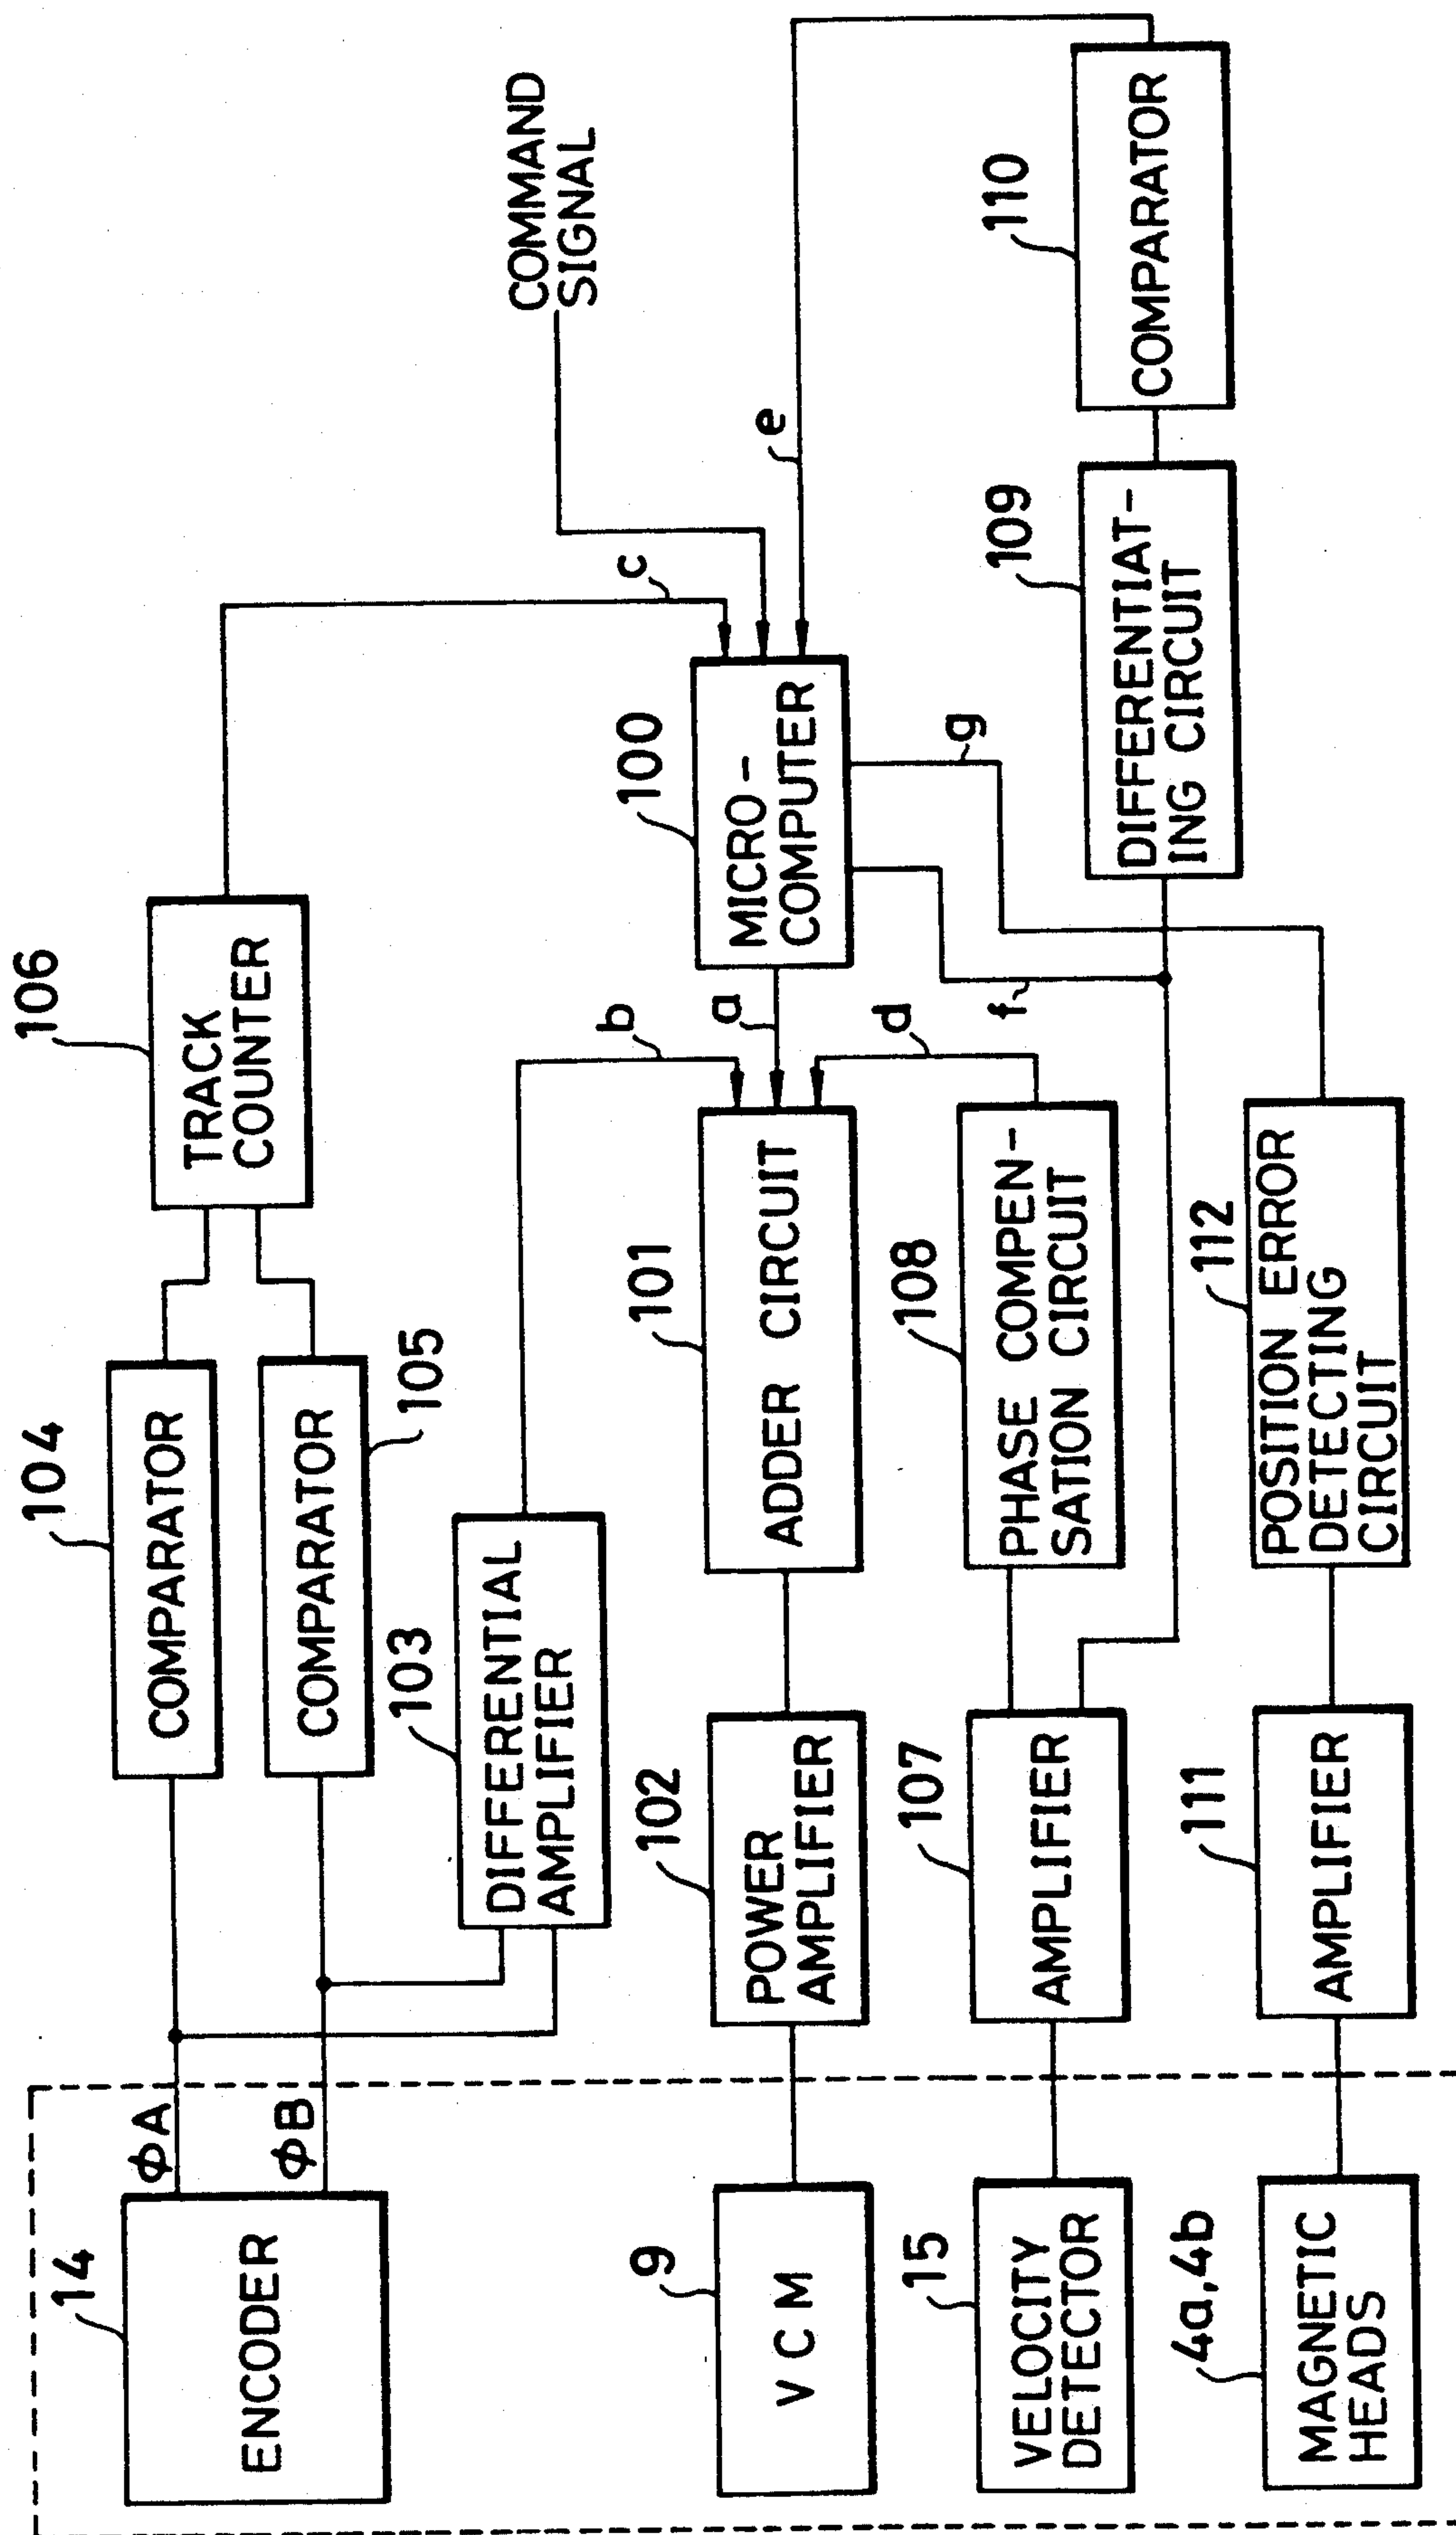 14
ENCODER
ΦA
ΦB
104
COMPARATOR
COMPARATOR
105
106
TRACK
COUNTER
103
DIFFERENTIAL
AMPLIFIER
COMMAND
SIGNAL
c
b
9
V C M
102
POWER
AMPLIFIER
101
ADDER CIRCUIT
a
100
MICRO-
COMPUTER
e
15
VELOCITY
DETECTOR
107
AMPLIFIER
108
PHASE COMPEN-
SATION CIRCUIT
d
f
g
109
DIFFERENTIAT-
ING CIRCUIT
110
COMPARATOR
4a,4b
MAGNETIC
HEADS
111
AMPLIFIER
112
POSITION ERROR
DETECTING
CIRCUIT